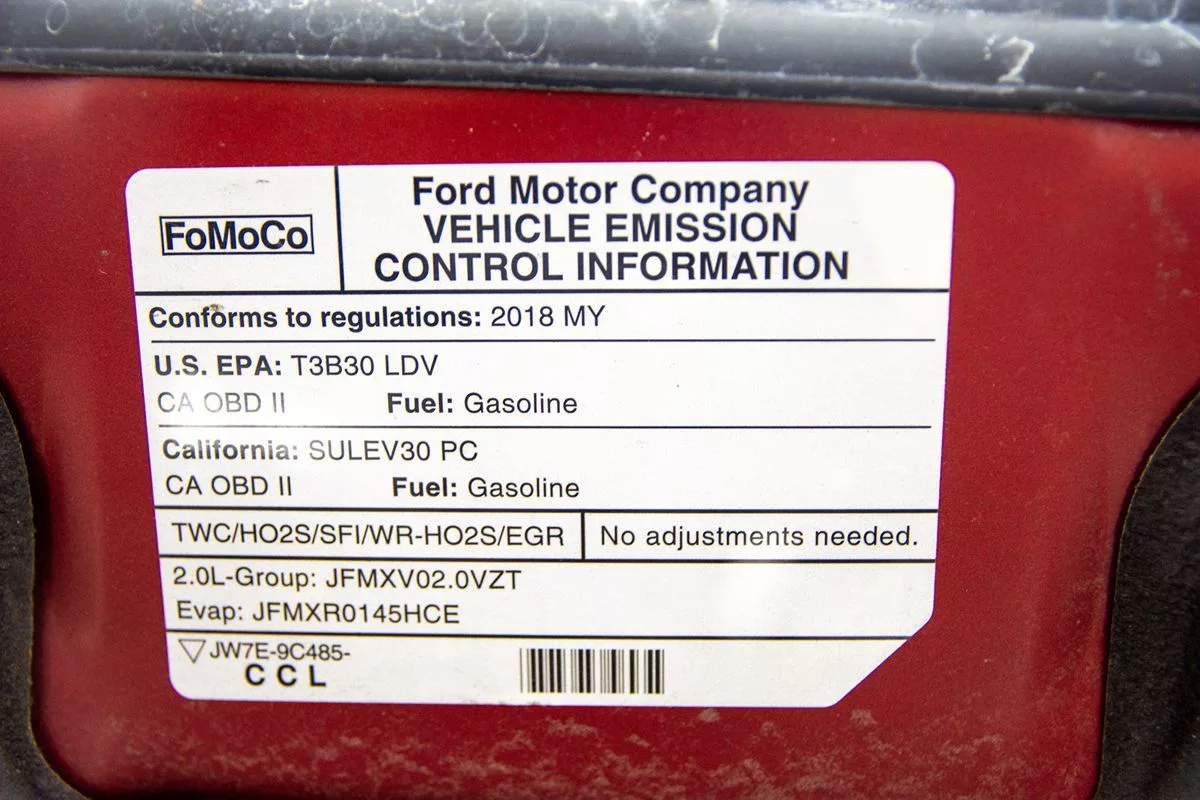 FoMoCo
Ford Motor Company
VEHICLE EMISSION
CONTROL INFORMATION
Conforms to regulations: 2018 MY
U.S. EPA: T3B30 LDV
CA OBD II Fuel: Gasoline
California: SULEV30 PC
CA OBD II Fuel: Gasoline
TWC/HO2S/SFI/WR-HO2S/EGR No adjustments needed.
2.0L-Group: JFMXV02.0VZT
Evap: JFMXR0145HCE
JW7E-9C485-
C C L